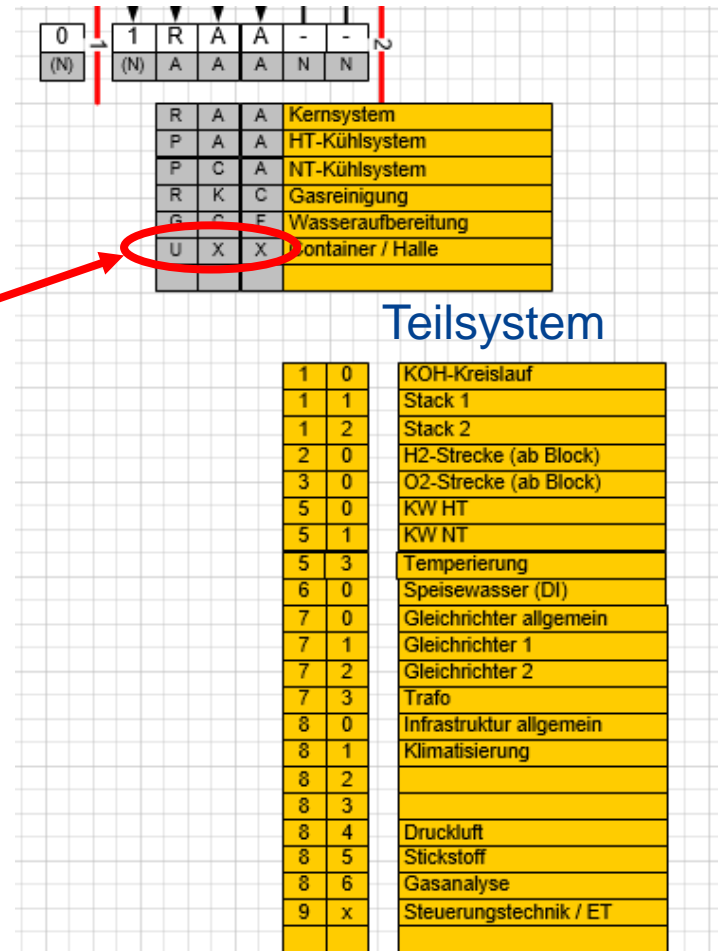 0 1 1 R A A - - 2
(N) (N) A A A N N
R A A Kernsystem
P A A HT-Kühlsystem
P C A NT-Kühlsystem
R K C Gasreinigung
G C F Wasseraufbereitung
U X X Container / Halle
Teilsystem
1 0 KOH-Kreislauf
1 1 Stack 1
1 2 Stack 2
2 0 H2-Strecke (ab Block)
3 0 O2-Strecke (ab Block)
5 0 KW HT
5 1 KW NT
5 3 Temperierung
6 0 Speisewasser (DI)
7 0 Gleichrichter allgemein
7 1 Gleichrichter 1
7 2 Gleichrichter 2
7 3 Trafo
8 0 Infrastruktur allgemein
8 1 Klimatisierung
8 2
8 3
8 4 Druckluft
8 5 Stickstoff
8 6 Gasanalyse
9 x Steuerungstechnik / ET